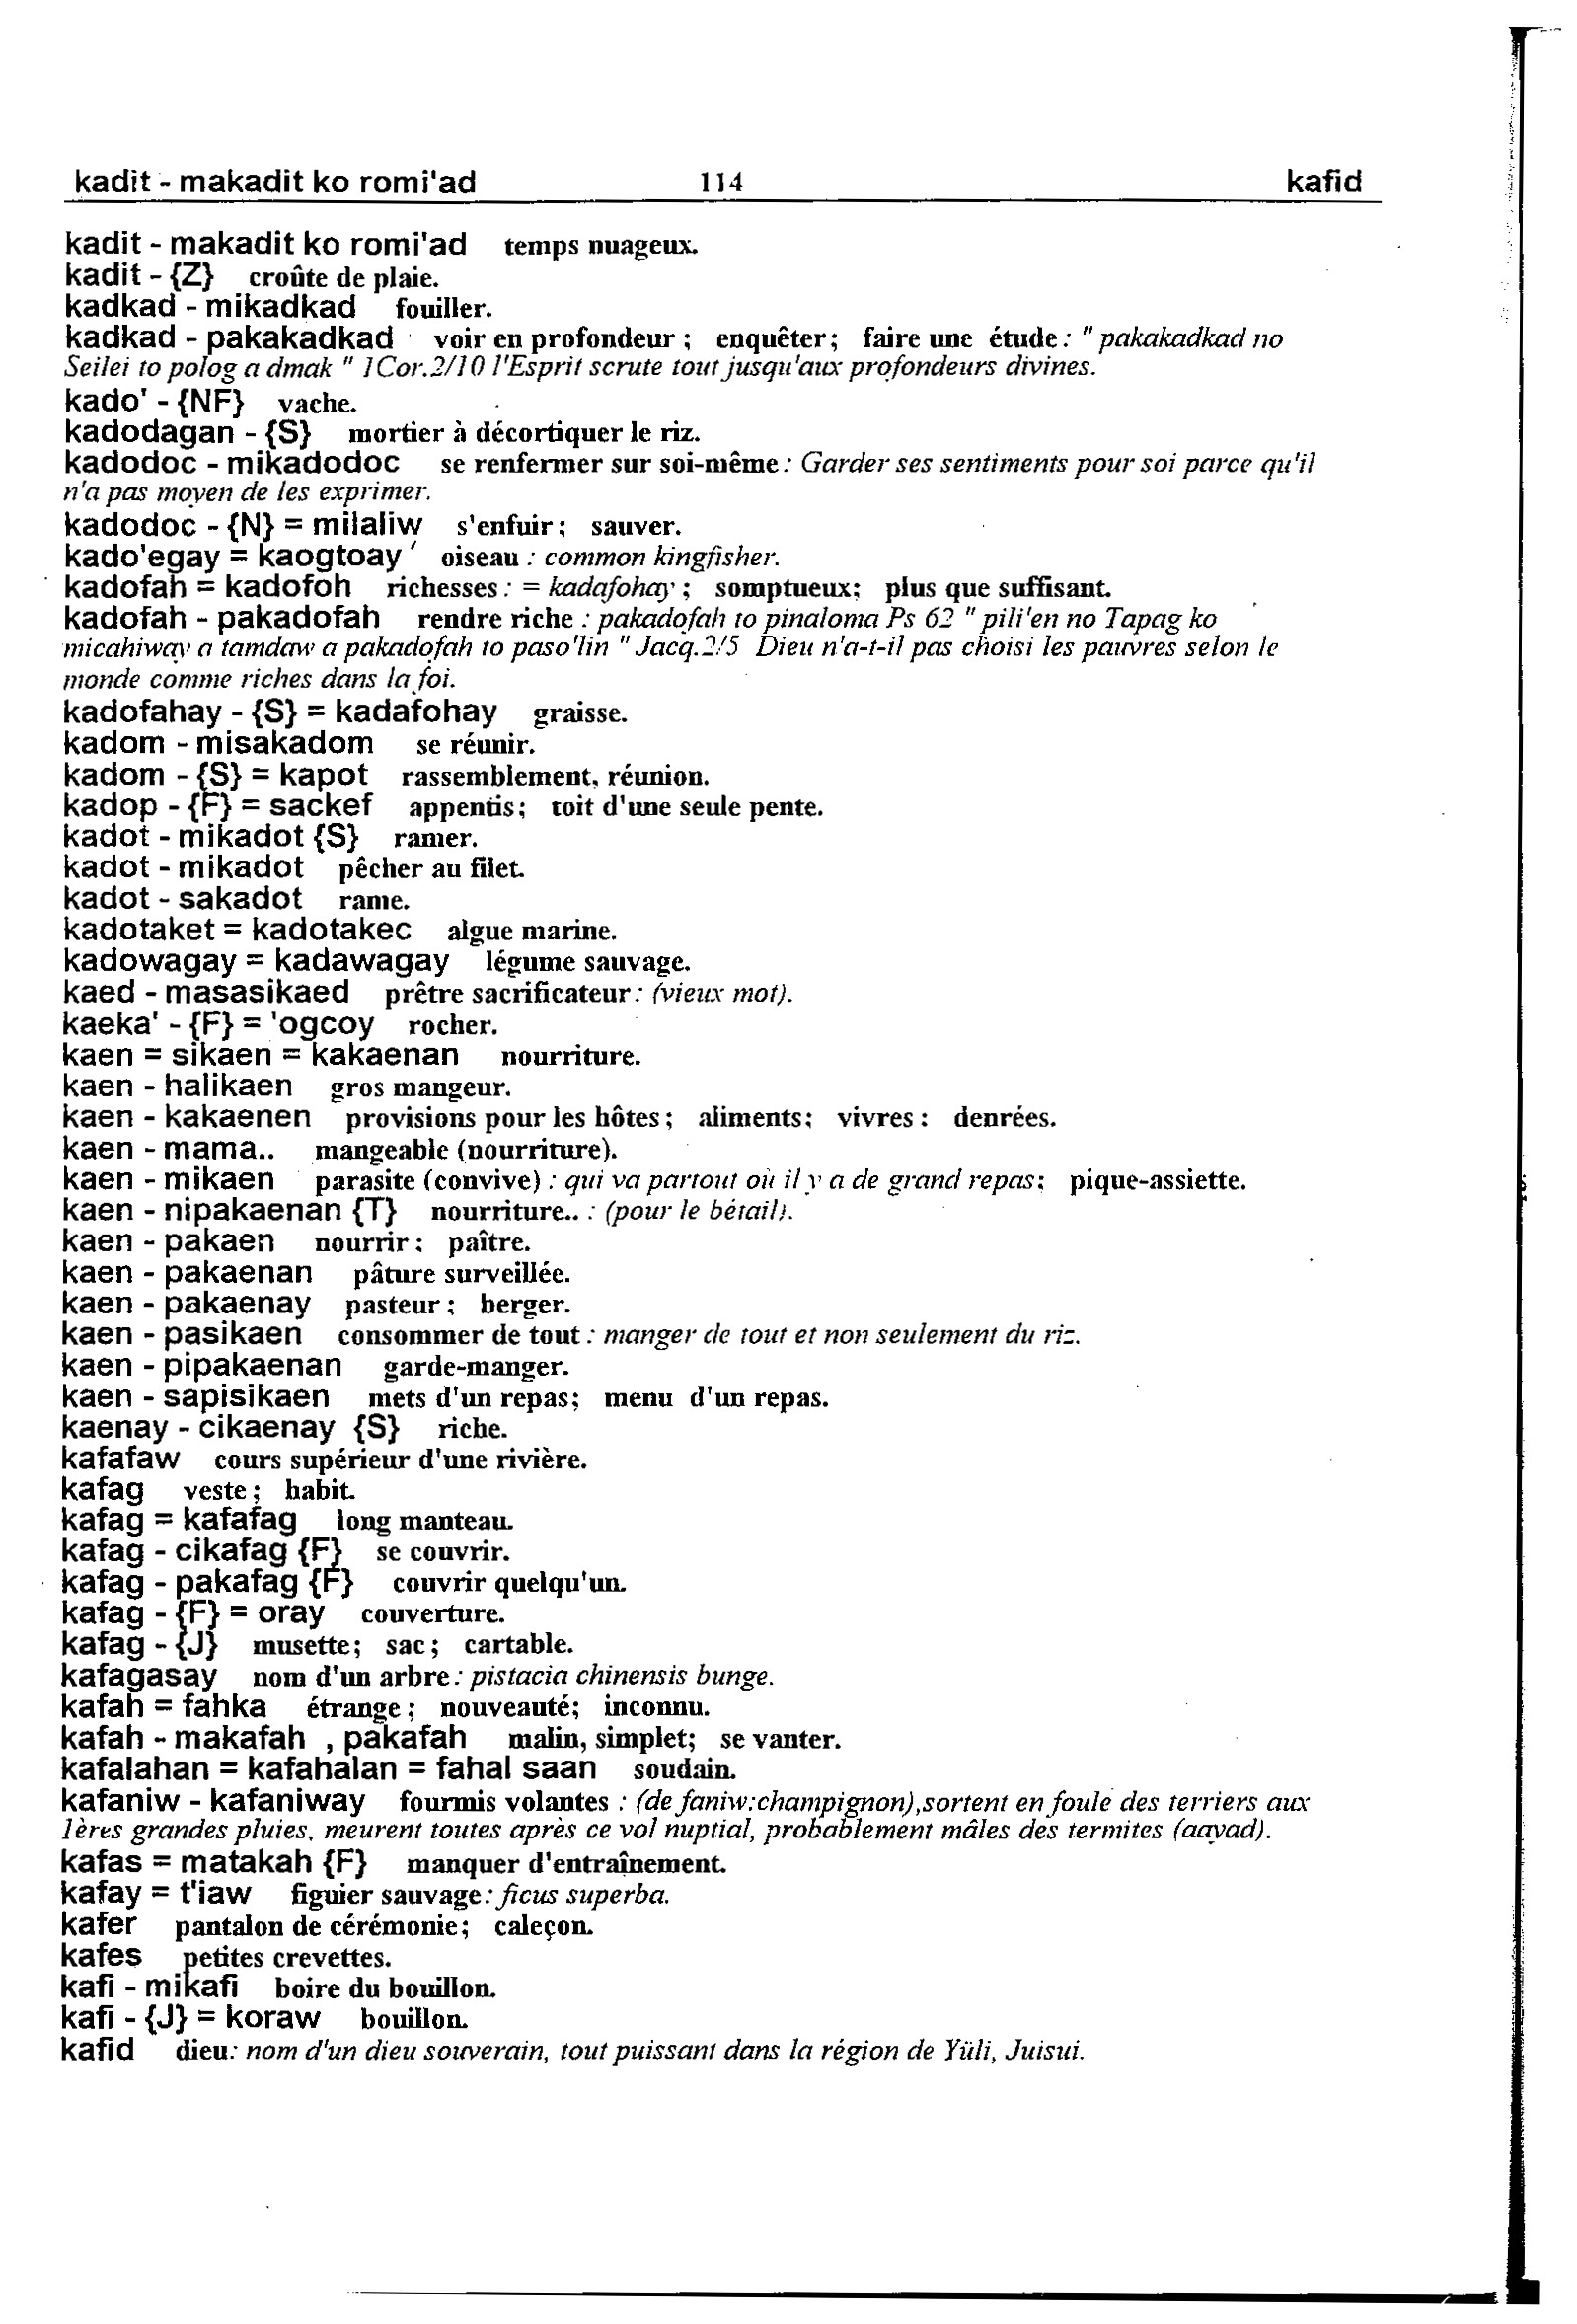 kadit - makadit ko romi'ad 114 kafid
kadit - makadit ko romi'ad temps nuageux.
kadit - {Z} croûte de plaie.
kadkad - mikadkad fouiller.
kadkad - pakakadkad voir en profondeur ; enquêter; faire une étude : " pakakadkad no
Seilei to polog a dmak " 1Cor.2/10 l'Esprit scrute tout jusqu'aux profondeurs divines.
kado' - {NF} vache.
kadodagan - {S} mortier à décortiquer le riz.
kadodoc - mikadodoc se renfermer sur soi-même : Garder ses sentiments pour soi parce qu'il
n'a pas moyen de les exprimer.
kadodoc - {N} = milaliw s'enfuir ; sauver.
kado'egay = kaogtoay ' oiseau : common kingfisher.
kadofah = kadofoh richesses : = kadafohay ; somptueux; plus que suffisant.
kadofah - pakadofah rendre riche : pakadofah to pinaloma Ps 62 " pili'en no Tapag ko
micahiway a tamdaw a pakadofah to paso'lin " Jacq.2/5 Dieu n'a-t-il pas choisi les pauvres selon le
monde comme riches dans la foi.
kadofahay - {S} = kadafohay graisse.
kadom - misakadom se réunir.
kadom - {S} = kapot rassemblement, réunion.
kadop - {F} = sackef appentis ; toit d'une seule pente.
kadot - mikadot {S} ramer.
kadot - mikadot pêcher au filet.
kadot - sakadot rame.
kadotaket = kadotakec algue marine.
kadowagay = kadawagay légume sauvage.
kaed - masasikaed prêtre sacrificateur : (vieux mot).
kaeka' - {F} = 'ogcoy rocher.
kaen = sikaen = kakaenan nourriture.
kaen - halikaen gros mangeur.
kaen - kakaenen provisions pour les hôtes ; aliments; vivres : denrées.
kaen - mama.. mangeable (nourriture).
kaen - mikaen parasite (convive) : qui va partout où il y a de grand repas; pique-assiette.
kaen - nipakaenan {T} nourriture.. : (pour le bétail).
kaen - pakaen nourrir ; paître.
kaen - pakaenan pâture surveillée.
kaen - pakaenay pasteur ; berger.
kaen - pasikaen consommer de tout : manger de tout et non seulement du riz.
kaen - pipakaenan garde-manger.
kaen - sapisikaen mets d'un repas; menu d'un repas.
kaenay - cikaenay {S} riche.
kafafaw cours supérieur d'une rivière.
kafag veste ; habit.
kafag = kafafag long manteau.
kafag - cikafag {F} se couvrir.
kafag - pakafag {F} couvrir quelqu'un.
kafag - {F} = oray couverture.
kafag - {J} musette; sac ; cartable.
kafagasay nom d'un arbre : pistacia chinensis bunge.
kafah = fahka étrange ; nouveauté; inconnu.
kafah - makafah , pakafah malin, simplet; se vanter.
kafalahan = kafahalan = fahal saan soudain.
kafaniw - kafaniway fourmis volantes : (de faniw:champignon),sortent en foule des terriers aux
1ères grandes pluies, meurent toutes après ce vol nuptial, probablement mâles des termites (aayad).
kafas = matakah {F} manquer d'entraînement.
kafay = t'iaw figuier sauvage : ficus superba.
kafer pantalon de cérémonie ; caleçon.
kafes petites crevettes.
kafi - mikafi boire du bouillon.
kafi - {J} = koraw bouillon.
kafid dieu : nom d'un dieu souverain, tout puissant dans la région de Yüli, Juisui.